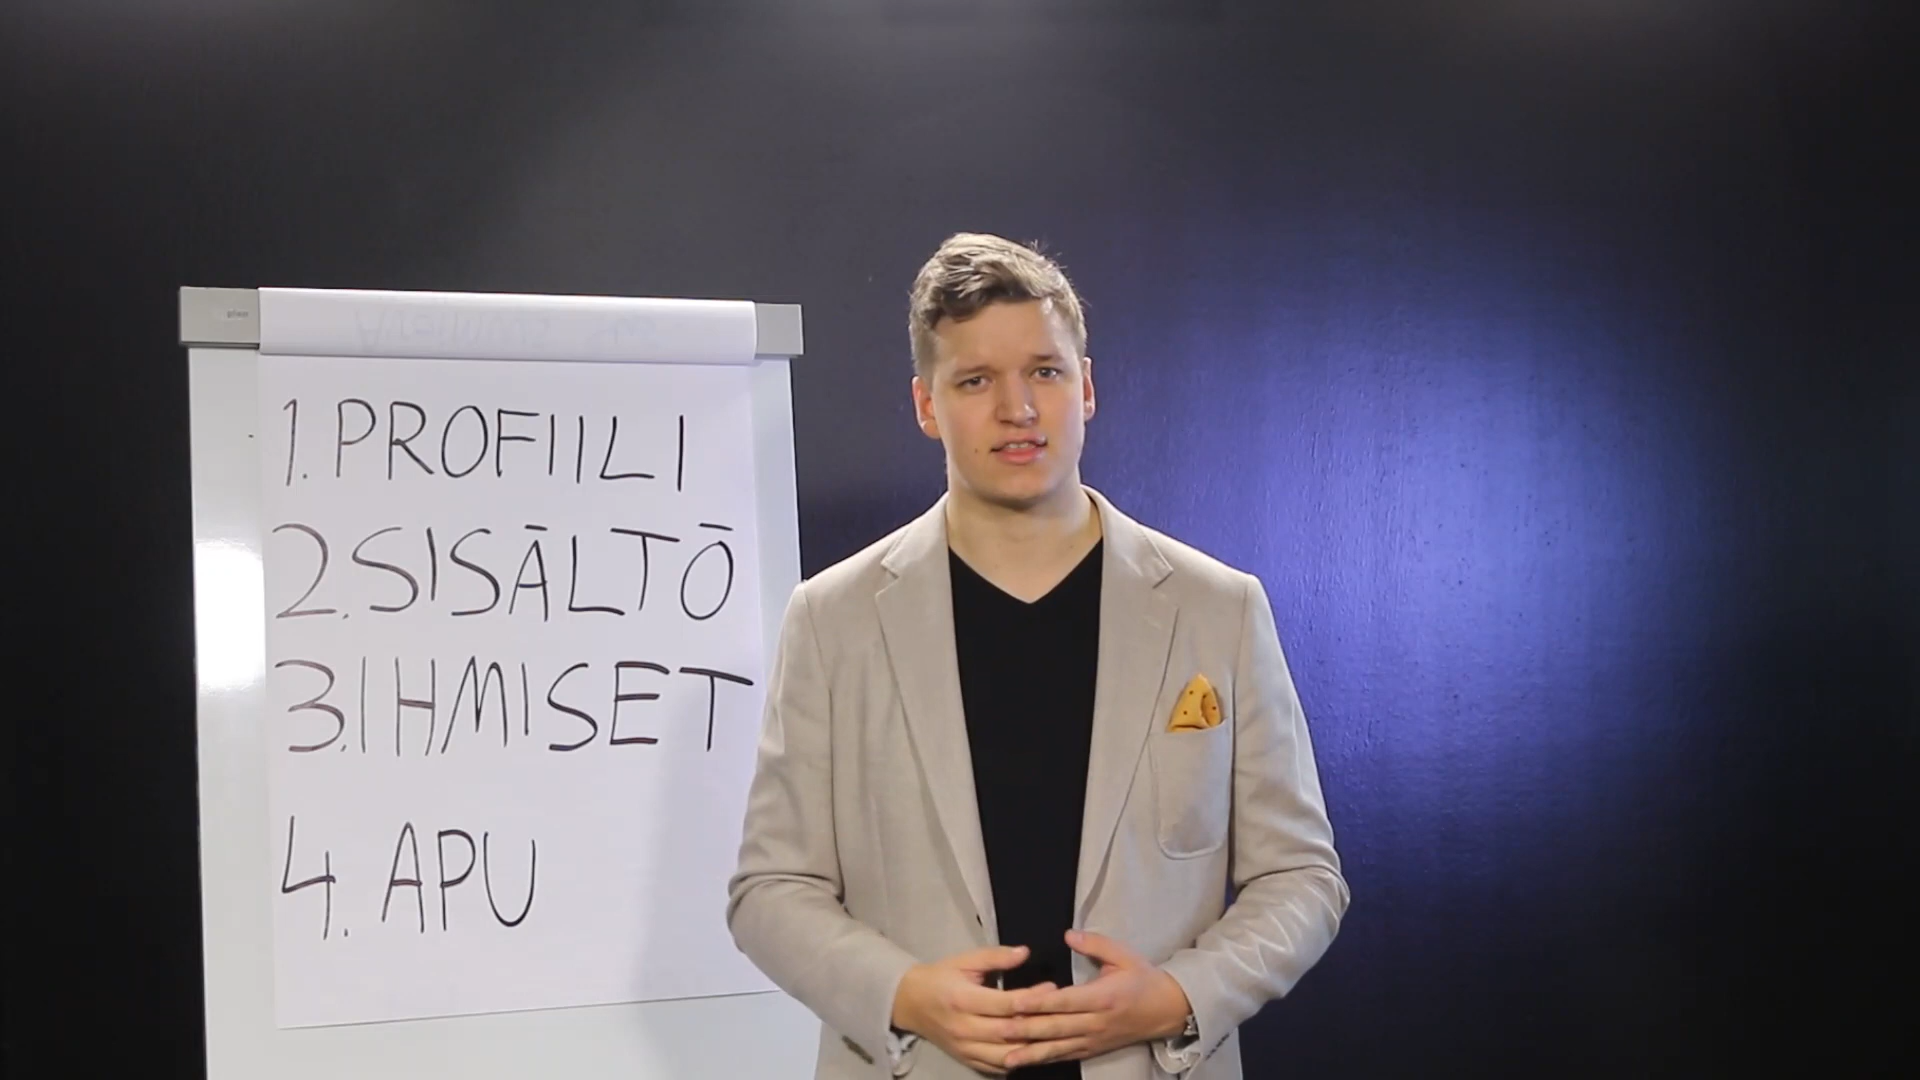 1. PROFIILI
2. SISÄLTÖ
3. IHMISET
4. APU